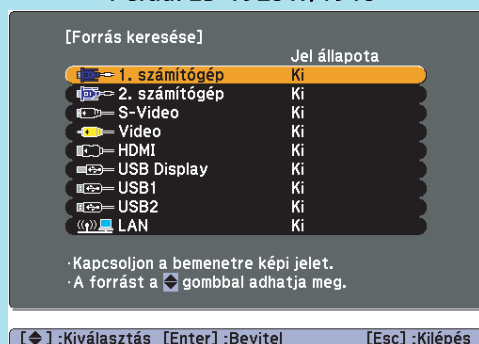 [Forrás keresése]
Jel állapota
1. számítógép Ki
2. számítógép Ki
S-Video Ki
Video Ki
HDMI Ki
USB Display Ki
USB1 Ki
USB2 Ki
LAN Ki
·Kapcsoljon a bemenetre képi jelet.
·A forrást a gombbal adhatja meg.
[ ] :Kiválasztás [Enter] :Bevitel [Esc] :Kilépés